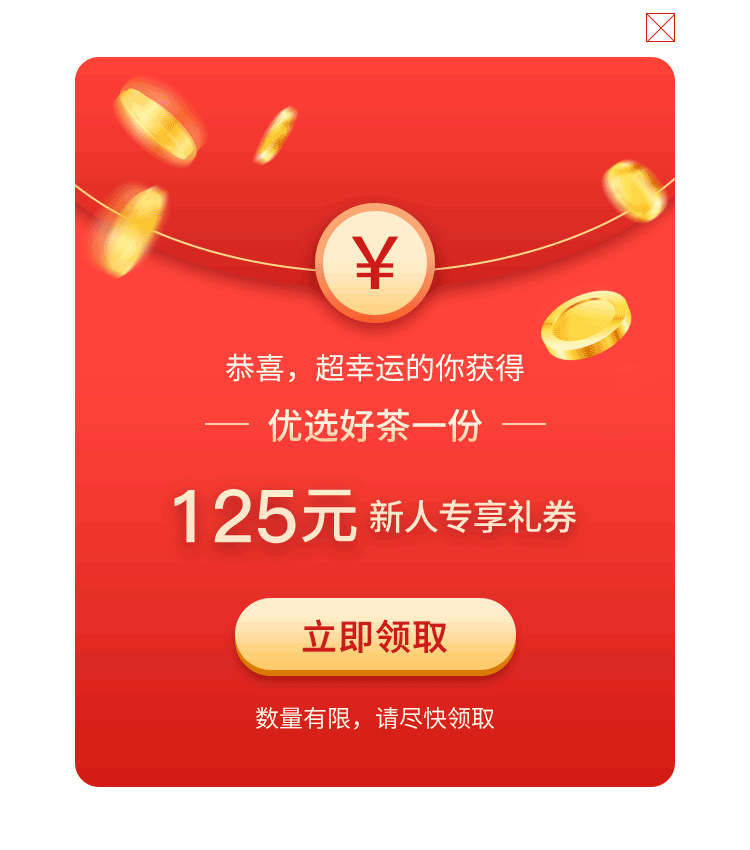 ¥
恭喜，超幸运的你获得
优选好茶一份
125元 新人专享礼券
立即领取
数量有限，请尽快领取